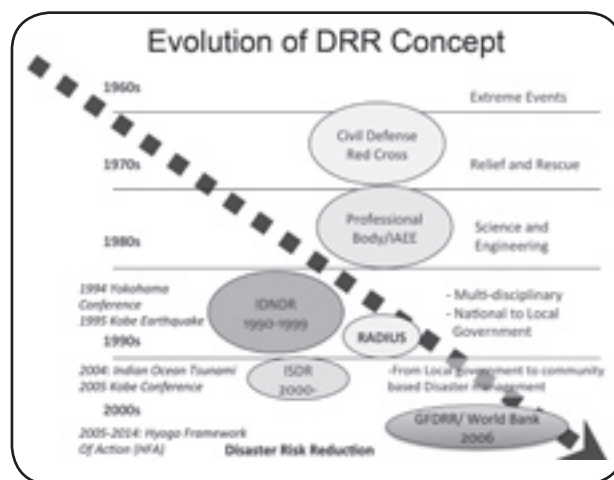 Evolution of DRR Concept
1960s
Extreme Events
Civil Defense
Red Cross
1970s
Relief and Rescue
Professional
Body/IAEE
1980s
Science and
Engineering
1994 Yokohama
Conference
1995 Kobe Earthquake
IDNDR
1990-1999
- Multi-disciplinary
- National to Local
Government
RADIUS
1990s
2004: Indian Ocean Tsunami
2005 Kobe Conference
ISDR
2000-
-From Local government to community
based Disaster management
2000s
GFDRR/ World Bank
2006
2005-2014: Hyogo Framework
Of Action (HFA)
Disaster Risk Reduction